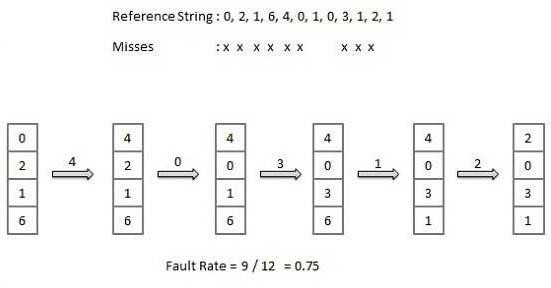 Reference String : 0, 2, 1, 6, 4, 0, 1, 0, 3, 1, 2, 1
Misses : x x x x x x x x x
4 0 3 1 2
0 4 4 4 4 2
2 2 0 0 0 0
1 1 1 3 3 3
6 6 6 6 1 1
Fault Rate = 9 / 12 = 0.75